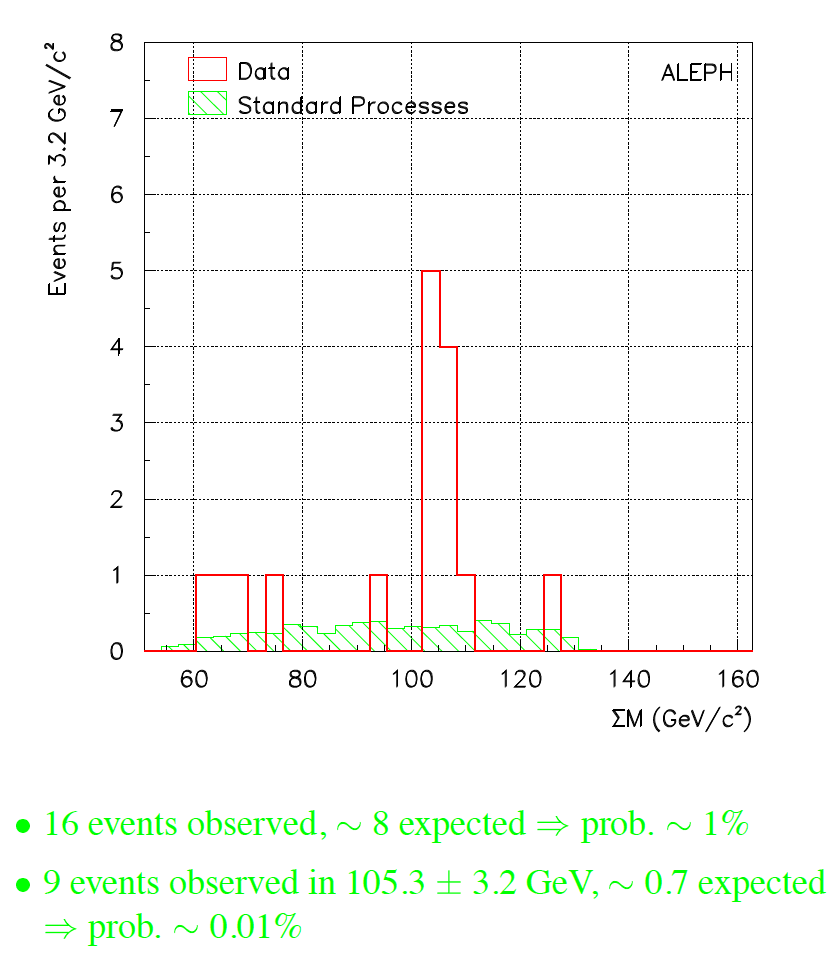 8
Data
ALEPH
Standard Processes
7
6
5
4
3
2
1
0
Events per 3.2 GeV/c²
60 80 100 120 140 160
ΣM (GeV/c²)
• 16 events observed, ∼ 8 expected ⇒ prob. ∼ 1%
• 9 events observed in 105.3 ± 3.2 GeV, ∼ 0.7 expected
⇒ prob. ∼ 0.01%